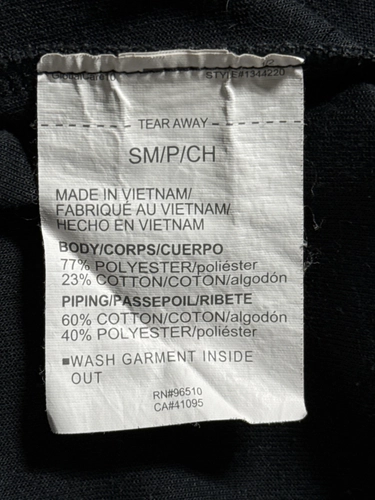 STYLE#1344220
TEAR AWAY
SM/P/CH
MADE IN VIETNAM/
FABRIQUÉ AU VIETNAM/
HECHO EN VIETNAM
BODY/CORPS/CUERPO
77% POLYESTER/poliéster
23% COTTON/COTON/algodón
PIPING/PASSEPOIL/RIBETE
60% COTTON/COTON/algodón
40% POLYESTER/poliéster
■WASH GARMENT INSIDE
OUT
RN#96510
CA#41095